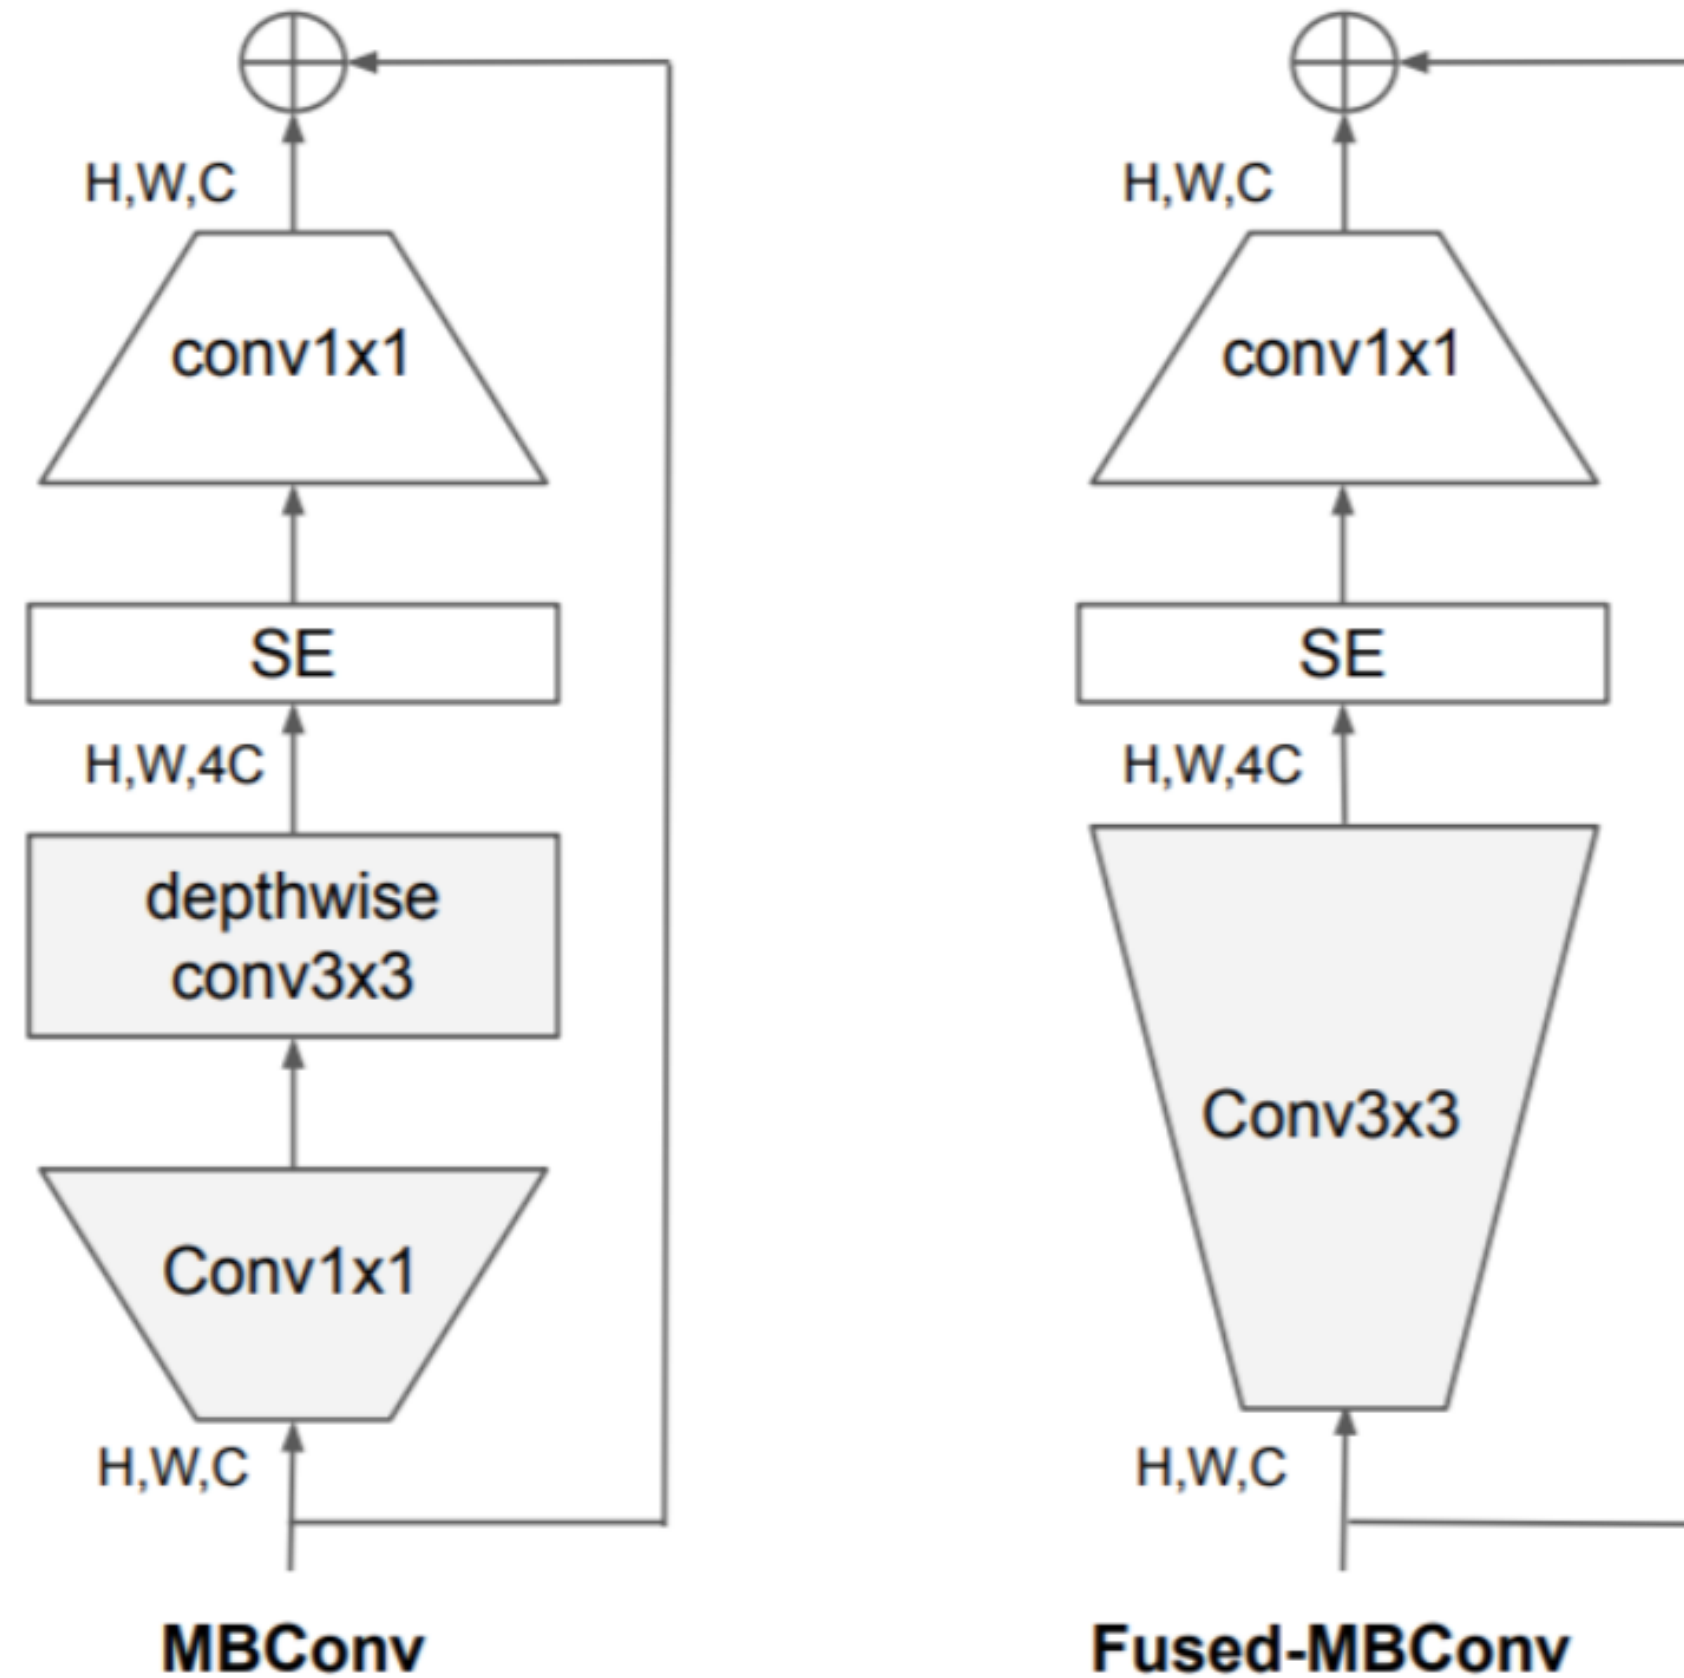 H,W,C
conv1x1
SE
H,W,4C
depthwise
conv3x3
Conv1x1
H,W,C
MBConv
H,W,C
conv1x1
SE
H,W,4C
Conv3x3
H,W,C
Fused-MBConv